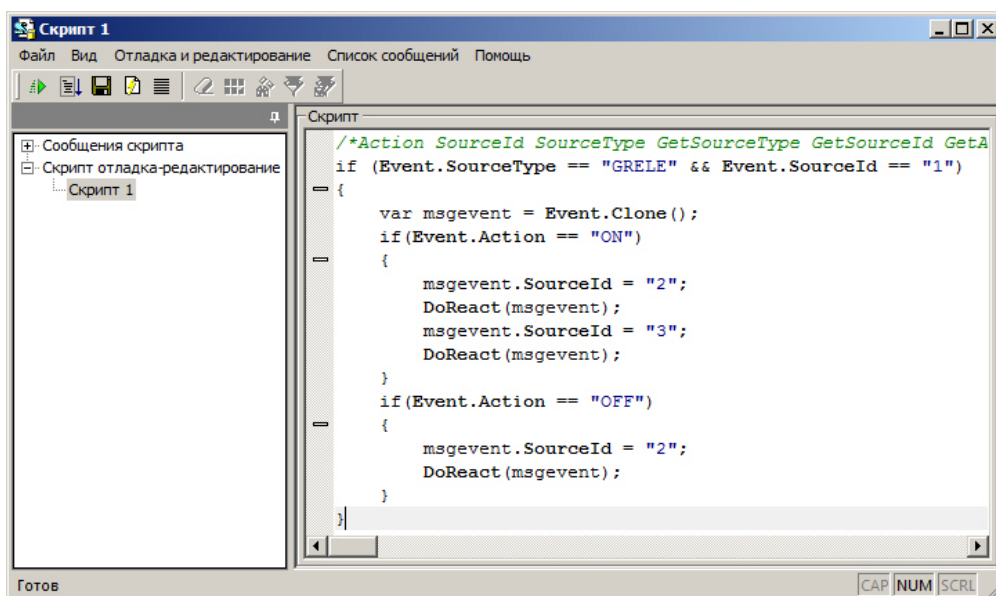 Скрипт 1
Файл Вид Отладка и редактирование Список сообщений Помощь
Сообщения скрипта
Скрипт отладка-редактирование
Скрипт 1
Скрипт
/*Action SourceId SourceType GetSourceType GetSourceId GetA
if (Event.SourceType == "GRELE" && Event.SourceId == "1")
{
var msgevent = Event.Clone();
if(Event.Action == "ON")
{
msgevent.SourceId = "2";
DoReact(msgevent);
msgevent.SourceId = "3";
DoReact(msgevent);
}
if(Event.Action == "OFF")
{
msgevent.SourceId = "2";
DoReact(msgevent);
}
}
Готов CAP NUM SCRL